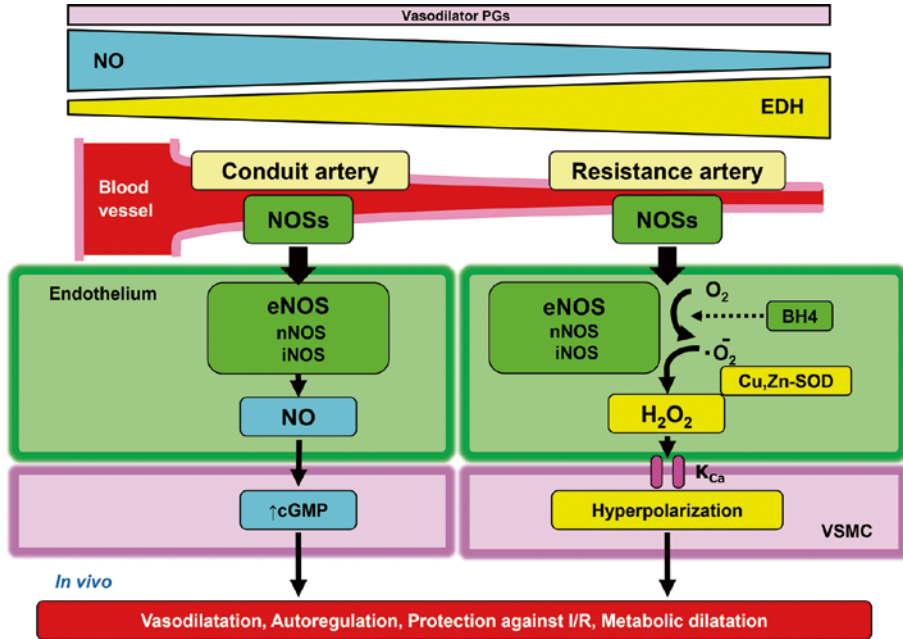 Vasodilator PGs
NO
EDH
Conduit artery
Resistance artery
Blood
vessel
NOSs
NOSs
Endothelium
eNOS
nNOS
iNOS
eNOS
nNOS
iNOS
O₂
BH4
·O₂⁻
Cu,Zn-SOD
NO
H₂O₂
K_Ca
↑cGMP
Hyperpolarization
VSMC
In vivo
Vasodilatation, Autoregulation, Protection against I/R, Metabolic dilatation